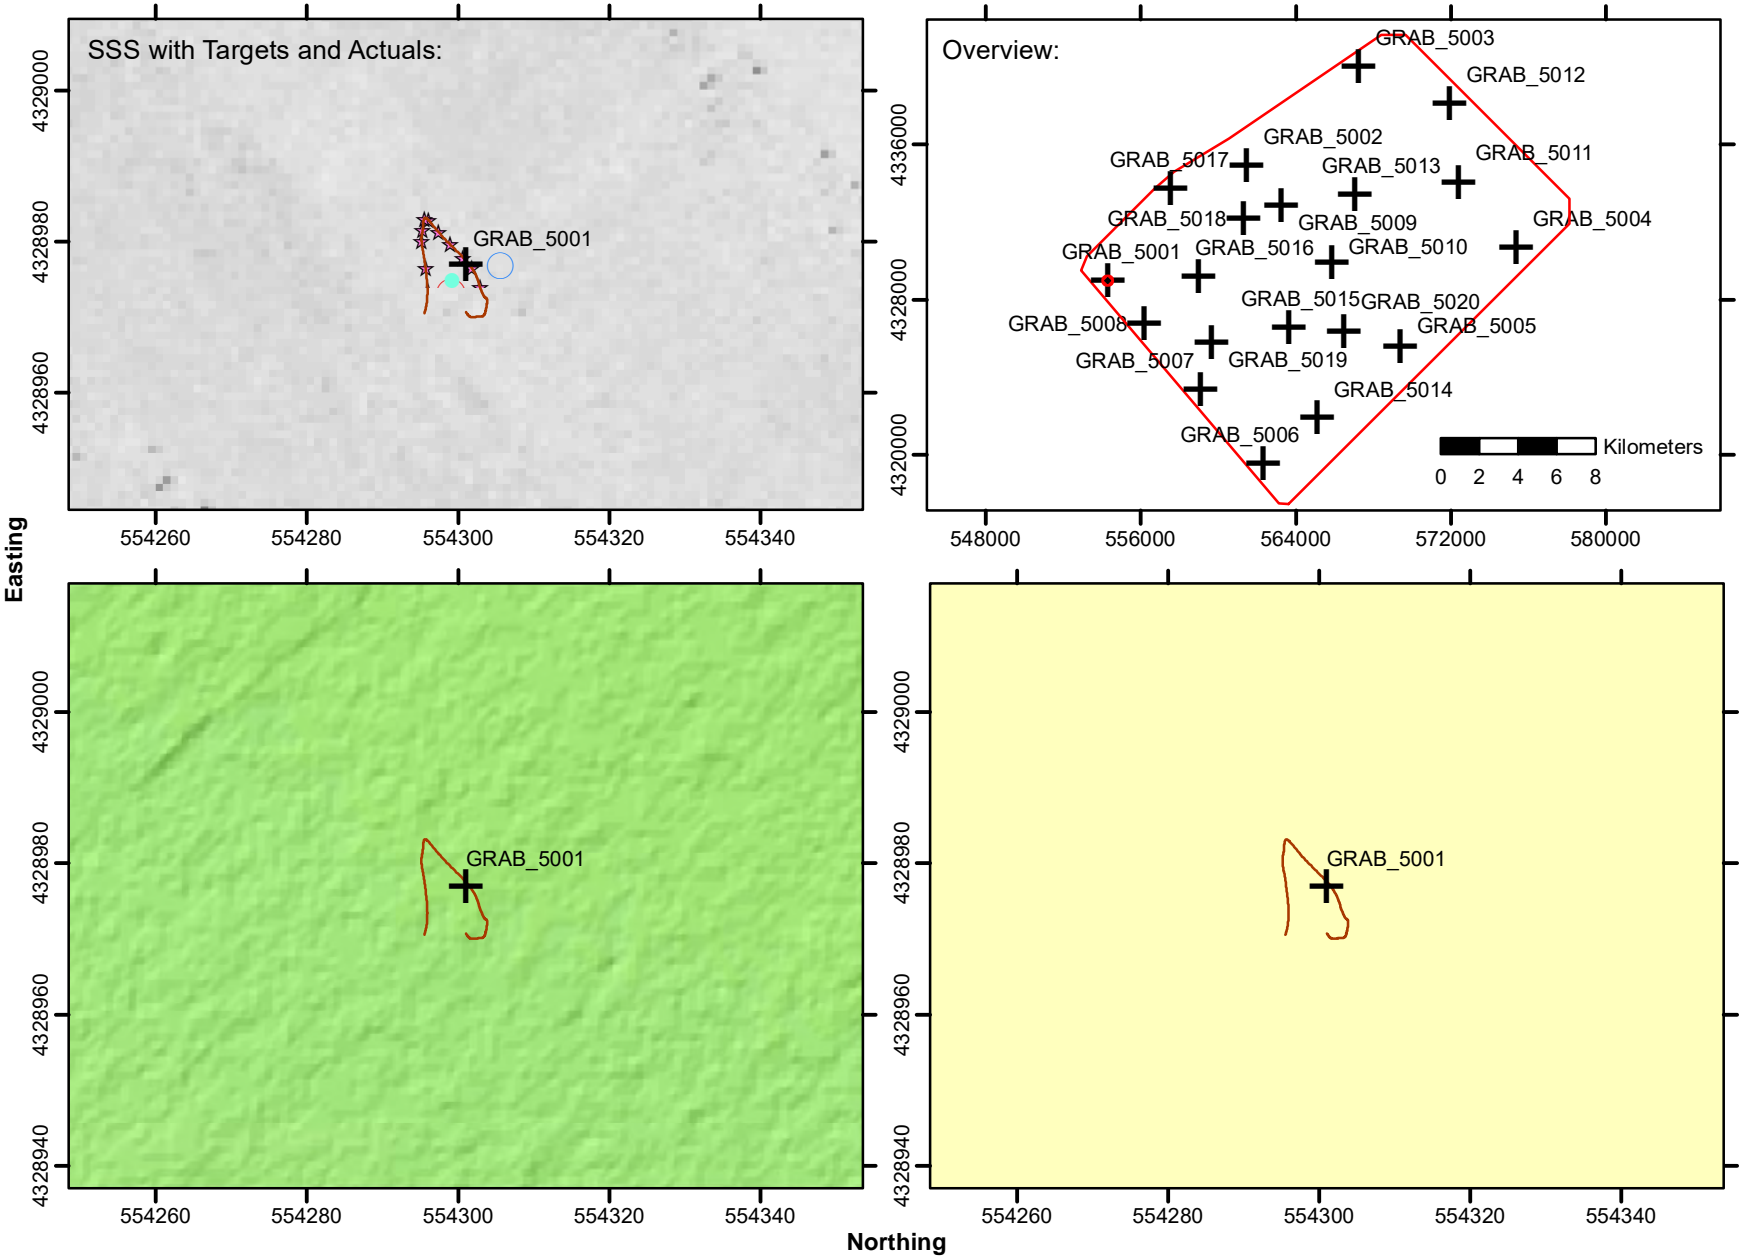 SSS with Targets and Actuals:
4329000
4328980
4328960
GRAB_5001
554260
554280
554300
554320
554340
Overview:
4336000
4328000
4320000
GRAB_5003
GRAB_5012
GRAB_5002
GRAB_5011
GRAB_5017
GRAB_5013
GRAB_5018
GRAB_5009
GRAB_5004
GRAB_5001
GRAB_5016
GRAB_5010
GRAB_5015
GRAB_5020
GRAB_5008
GRAB_5005
GRAB_5007
GRAB_5019
GRAB_5014
GRAB_5006
Kilometers
0 2 4 6 8
548000
556000
564000
572000
580000
Easting
4329000
4328980
4328960
4328940
GRAB_5001
554260
554280
554300
554320
554340
4329000
4328980
4328960
4328940
GRAB_5001
554260
554280
554300
554320
554340
Northing